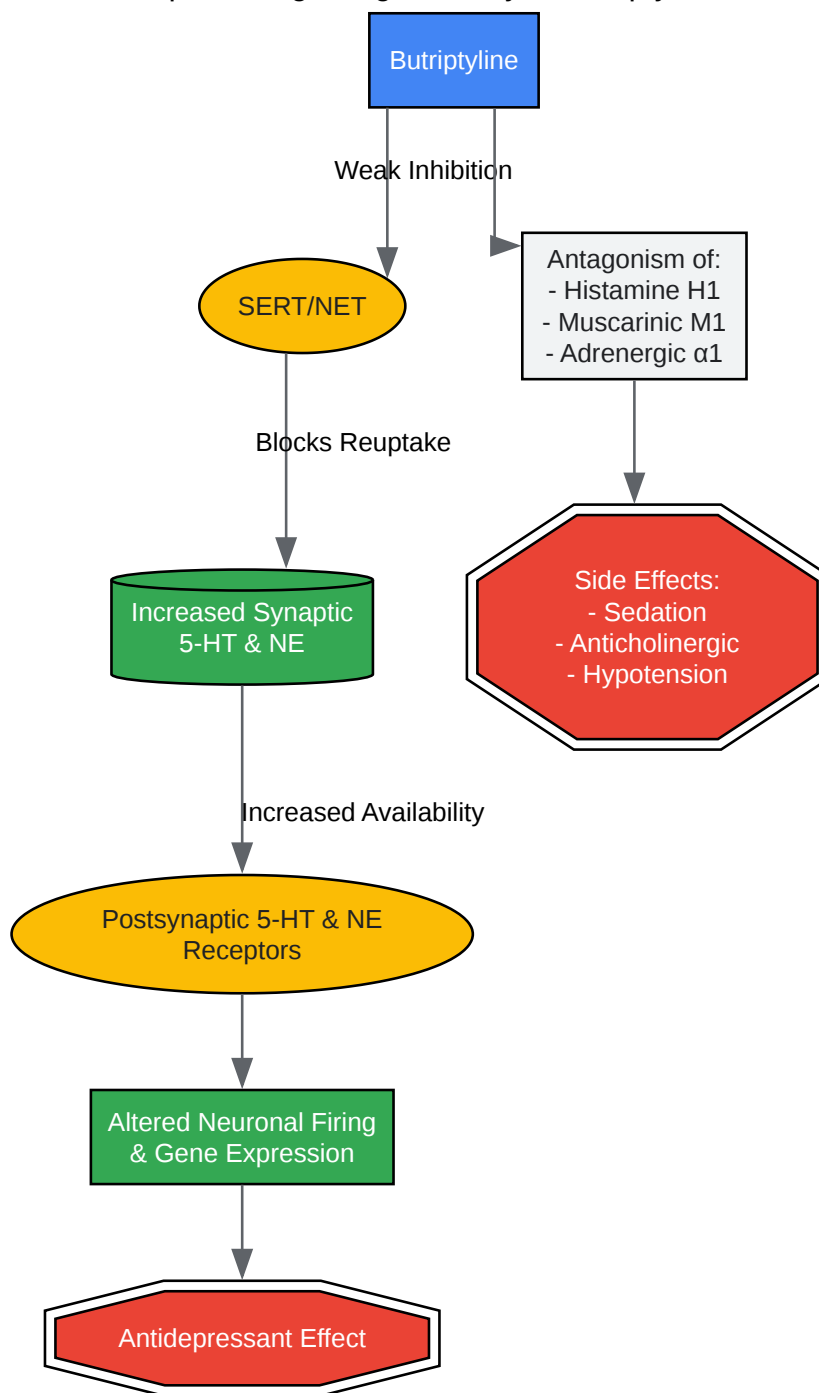 Butriptyline
Weak Inhibition
SERT/NET
Antagonism of:
- Histamine H1
- Muscarinic M1
- Adrenergic α1
Blocks Reuptake
Side Effects:
- Sedation
- Anticholinergic
- Hypotension
Increased Synaptic
5-HT & NE
Increased Availability
Postsynaptic 5-HT & NE
Receptors
Altered Neuronal Firing
& Gene Expression
Antidepressant Effect